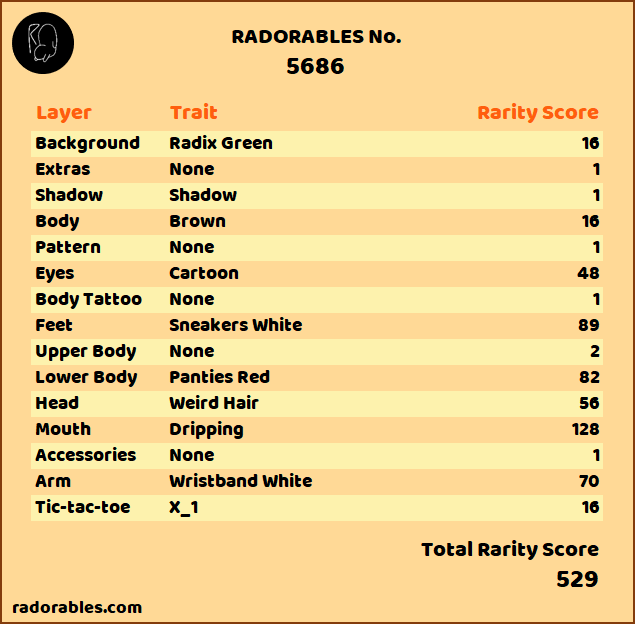 RADORABLES No.
5686
Layer Trait Rarity Score
Background Radix Green 16
Extras None 1
Shadow Shadow 1
Body Brown 16
Pattern None 1
Eyes Cartoon 48
Body Tattoo None 1
Feet Sneakers White 89
Upper Body None 2
Lower Body Panties Red 82
Head Weird Hair 56
Mouth Dripping 128
Accessories None 1
Arm Wristband White 70
Tic-tac-toe X_1 16
Total Rarity Score
529
radorables.com